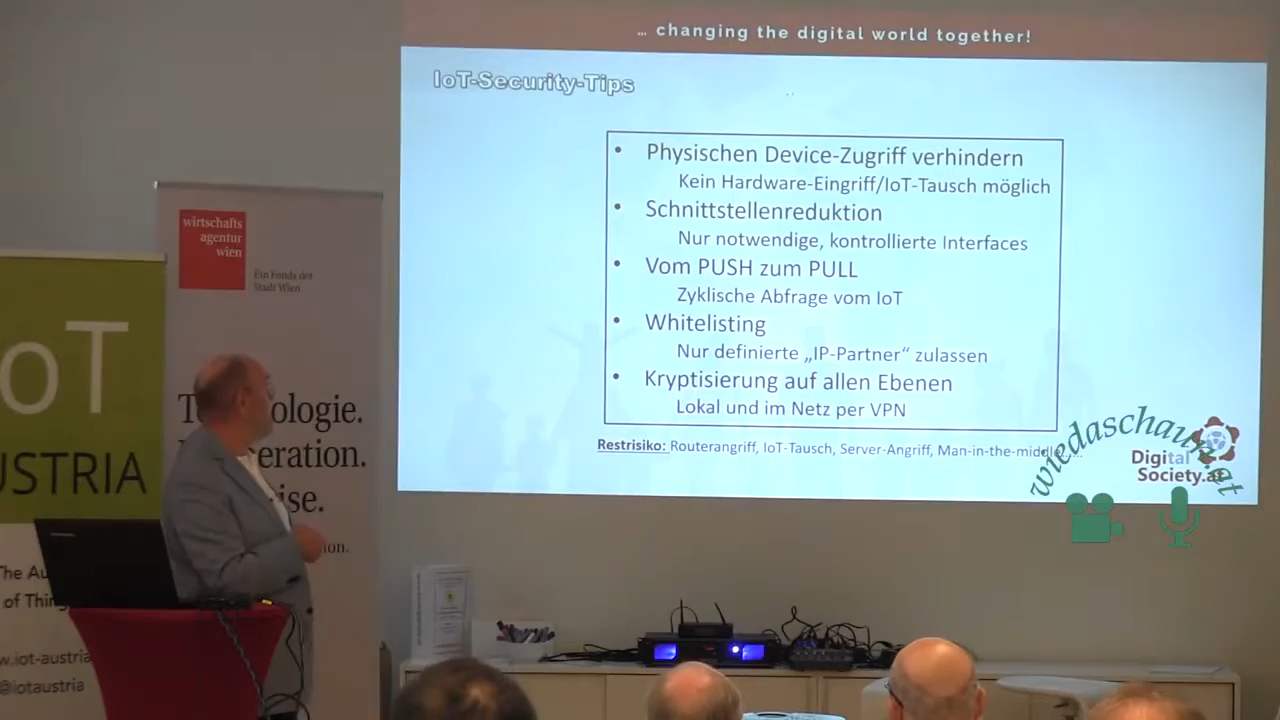 … changing the digital world together!
IoT-Security-Tips
• Physischen Device-Zugriff verhindern
Kein Hardware-Eingriff/IoT-Tausch möglich
• Schnittstellenreduktion
Nur notwendige, kontrollierte Interfaces
• Vom PUSH zum PULL
Zyklische Abfrage vom IoT
• Whitelisting
Nur definierte „IP-Partner“ zulassen
• Kryptisierung auf allen Ebenen
Lokal und im Netz per VPN
Restrisiko: Routerangriff, IoT-Tausch, Server-Angriff, Man-in-the-middle,...
wiedaschaun.at
Digital
Society.at
wirtschafts
agentur
wien
Ein Fonds der
Stadt Wien
ologie.
eration.
ise.
ion.
oT
USTRIA
The Au
of Thin
w.iot-austria
@iotaustria